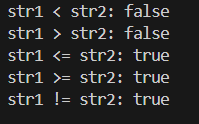 str1 < str2: false
str1 > str2: false
str1 <= str2: true
str1 >= str2: true
str1 != str2: true